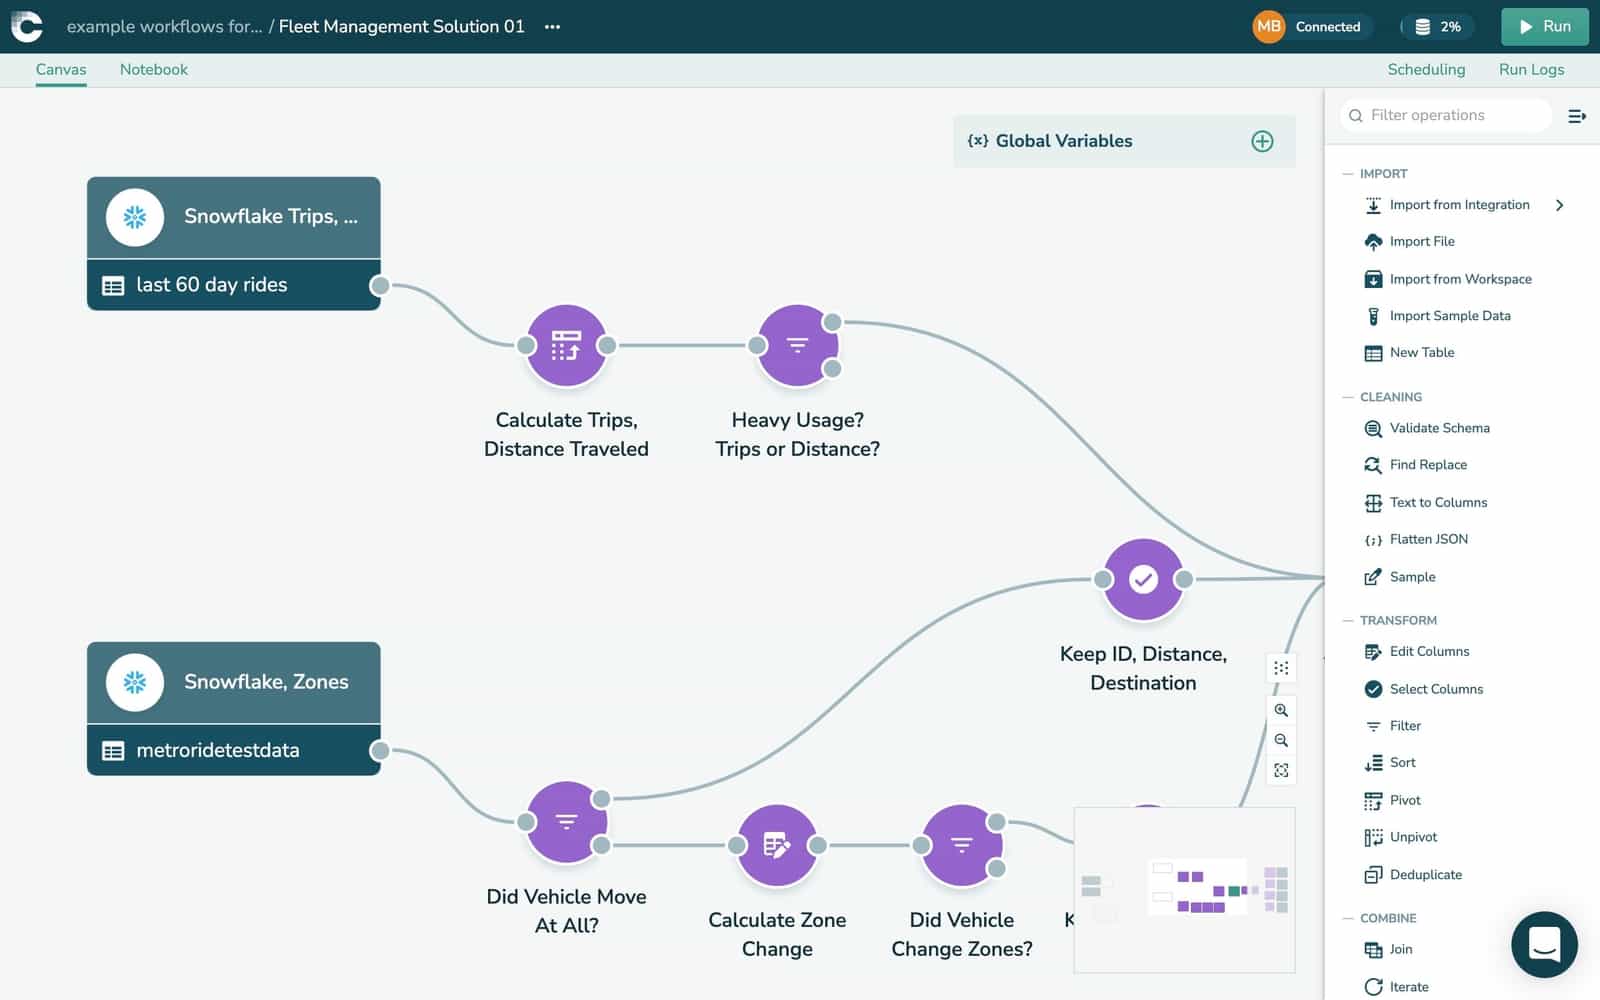 example workflows for... / Fleet Management Solution 01 •••
MB Connected
2%
Run
Canvas
Notebook
Scheduling
Run Logs
{x} Global Variables
Filter operations
Snowflake Trips, ...
last 60 day rides
Calculate Trips,
Distance Traveled
Heavy Usage?
Trips or Distance?
Keep ID, Distance,
Destination
Snowflake, Zones
metroridetestdata
Did Vehicle Move
At All?
Calculate Zone
Change
Did Vehicle
Change Zones?
K
IMPORT
Import from Integration
Import File
Import from Workspace
Import Sample Data
New Table
CLEANING
Validate Schema
Find Replace
Text to Columns
Flatten JSON
Sample
TRANSFORM
Edit Columns
Select Columns
Filter
Sort
Pivot
Unpivot
Deduplicate
COMBINE
Join
Iterate